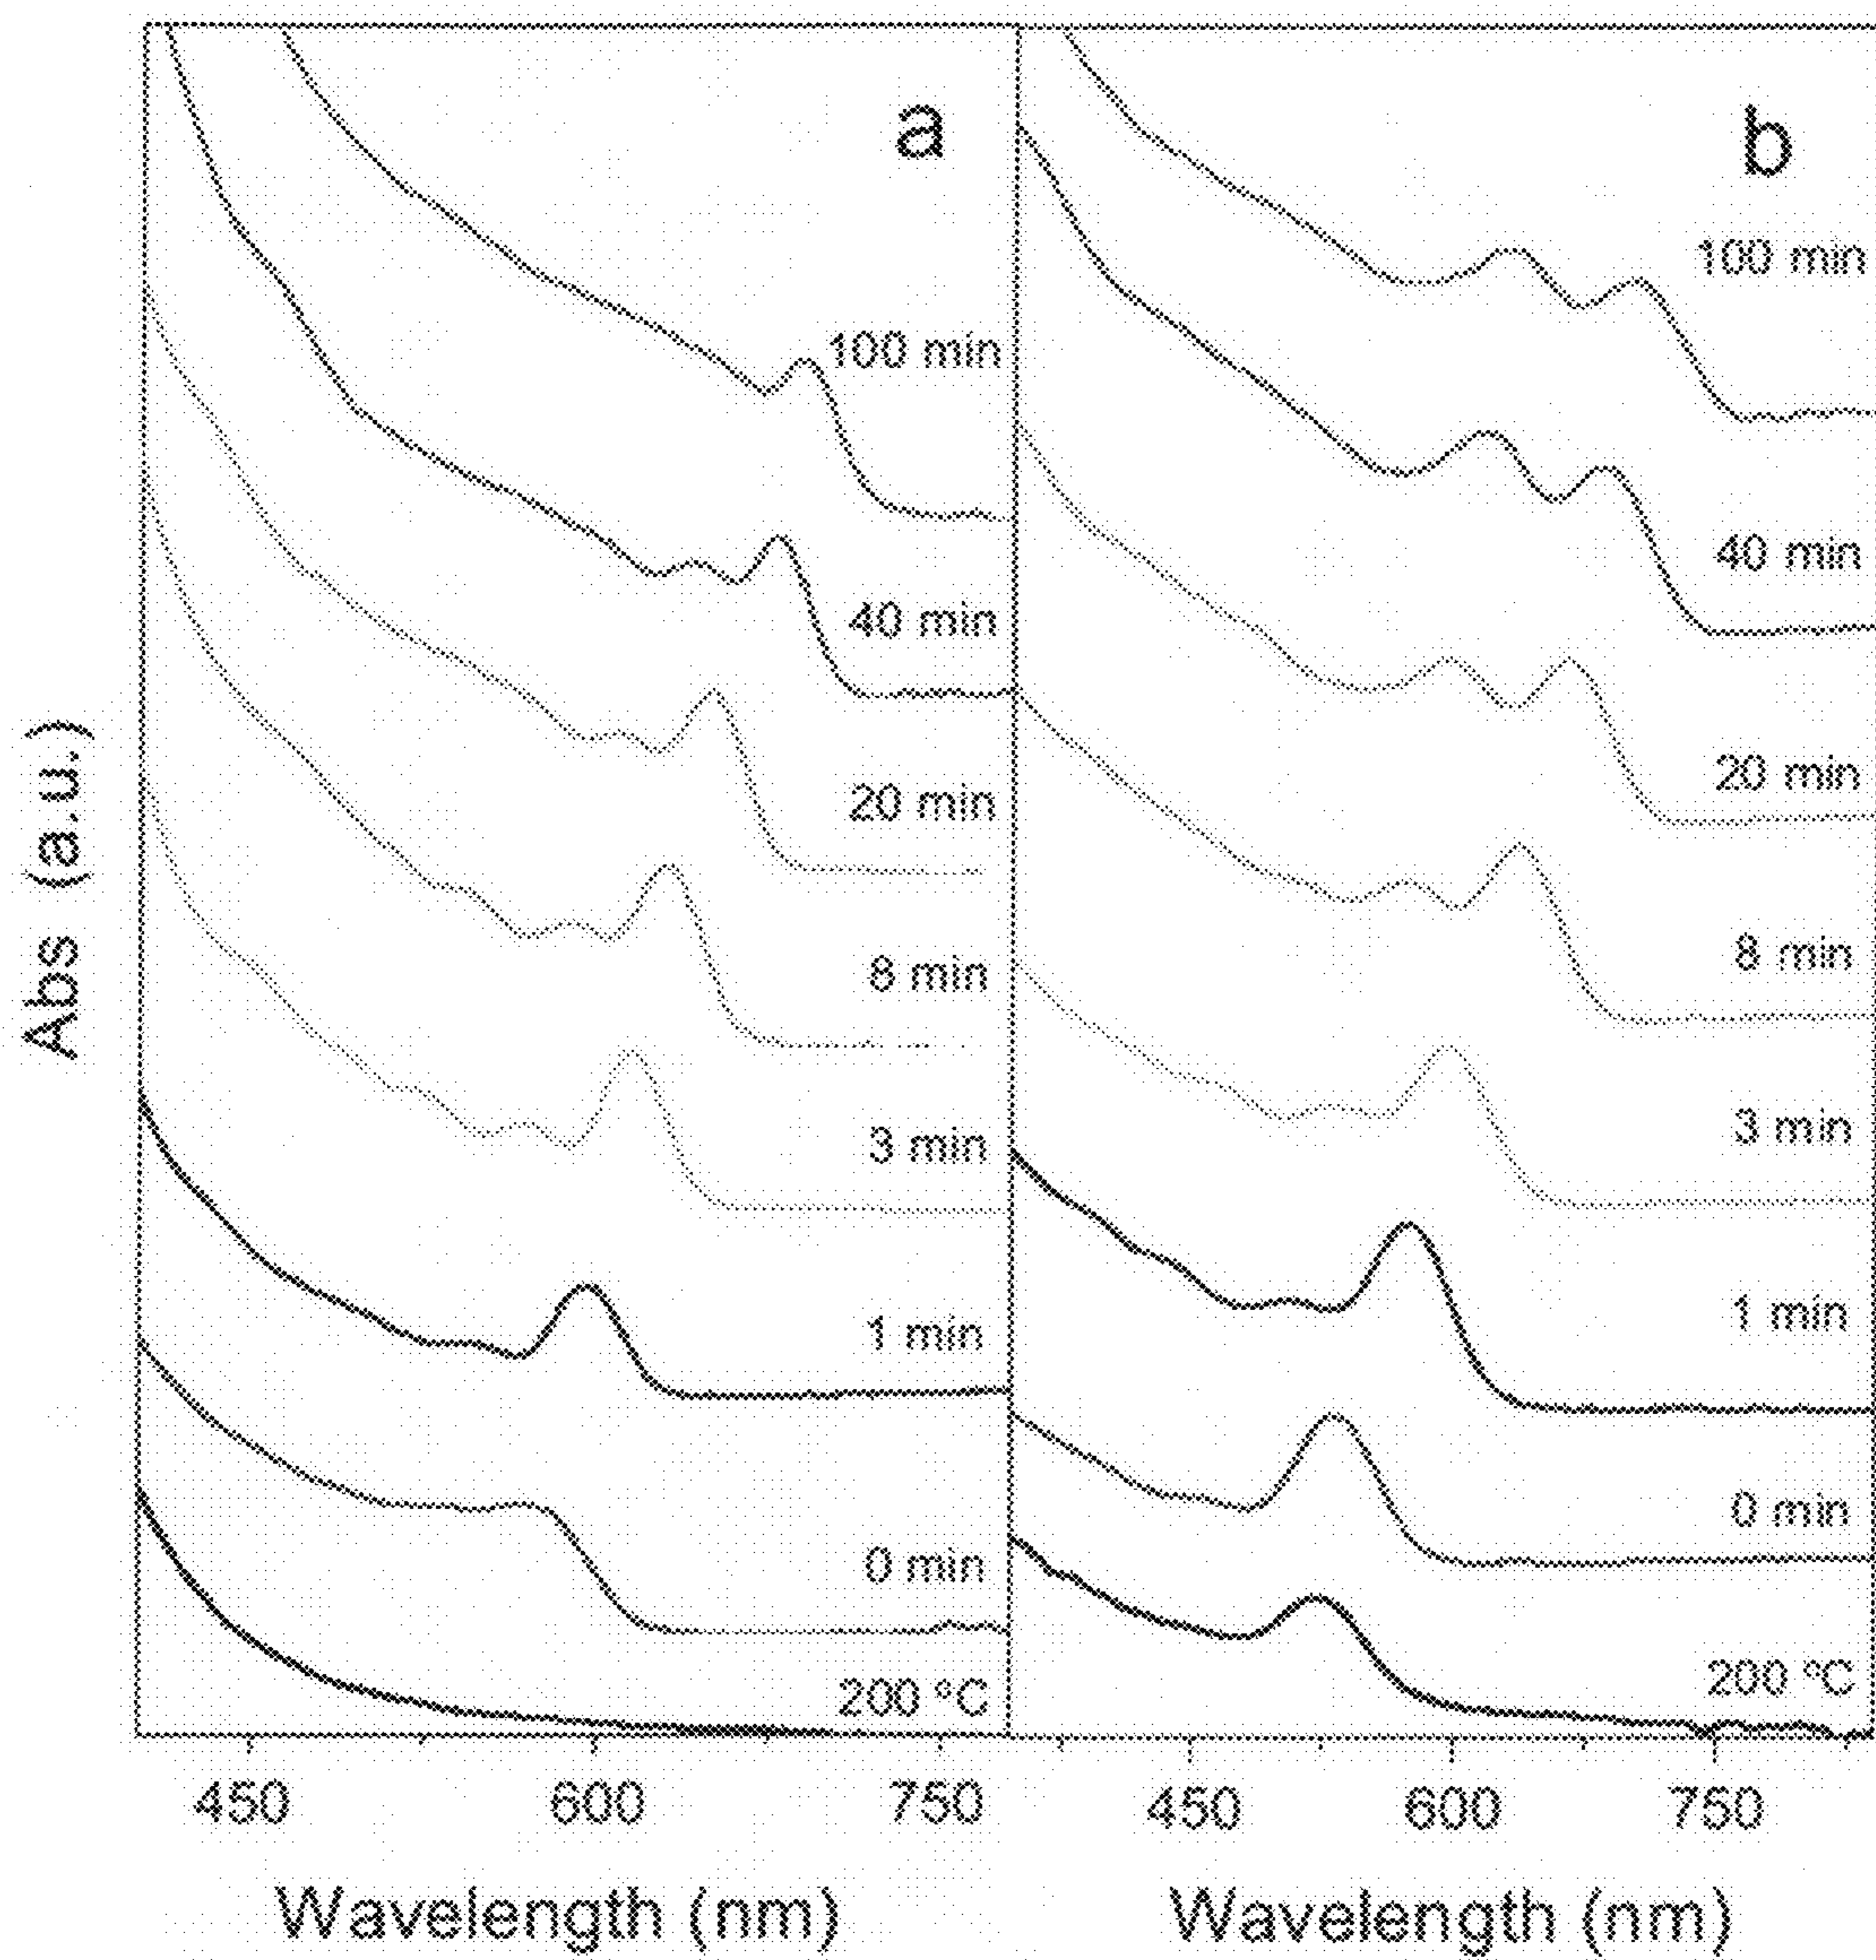 a
100 min
40 min
20 min
8 min
3 min
1 min
0 min
200 °C
b
100 min
40 min
20 min
8 min
3 min
1 min
0 min
200 °C
Abs (a.u.)
450 600 750
450 600 750
Wavelength (nm)
Wavelength (nm)